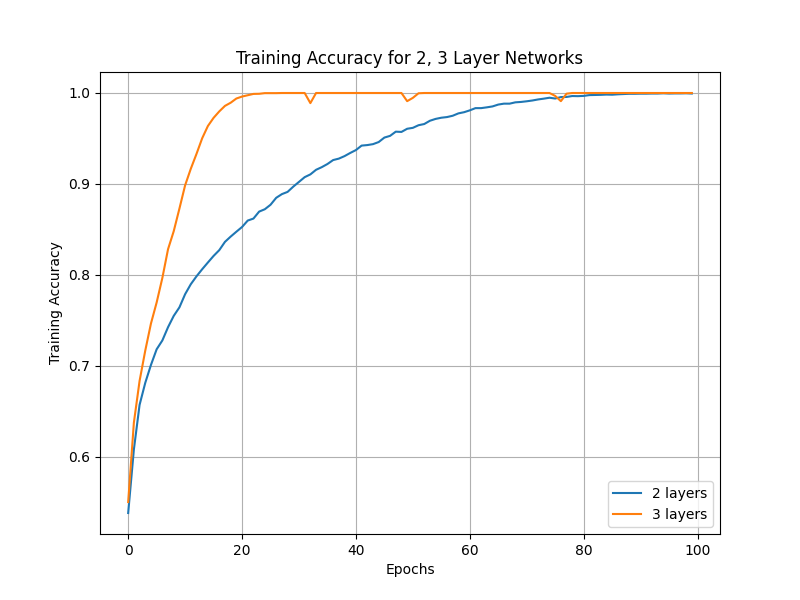 Training Accuracy for 2, 3 Layer Networks
1.0
0.9
0.8
0.7
0.6
Training Accuracy
0
20
40
60
80
100
Epochs
2 layers
3 layers